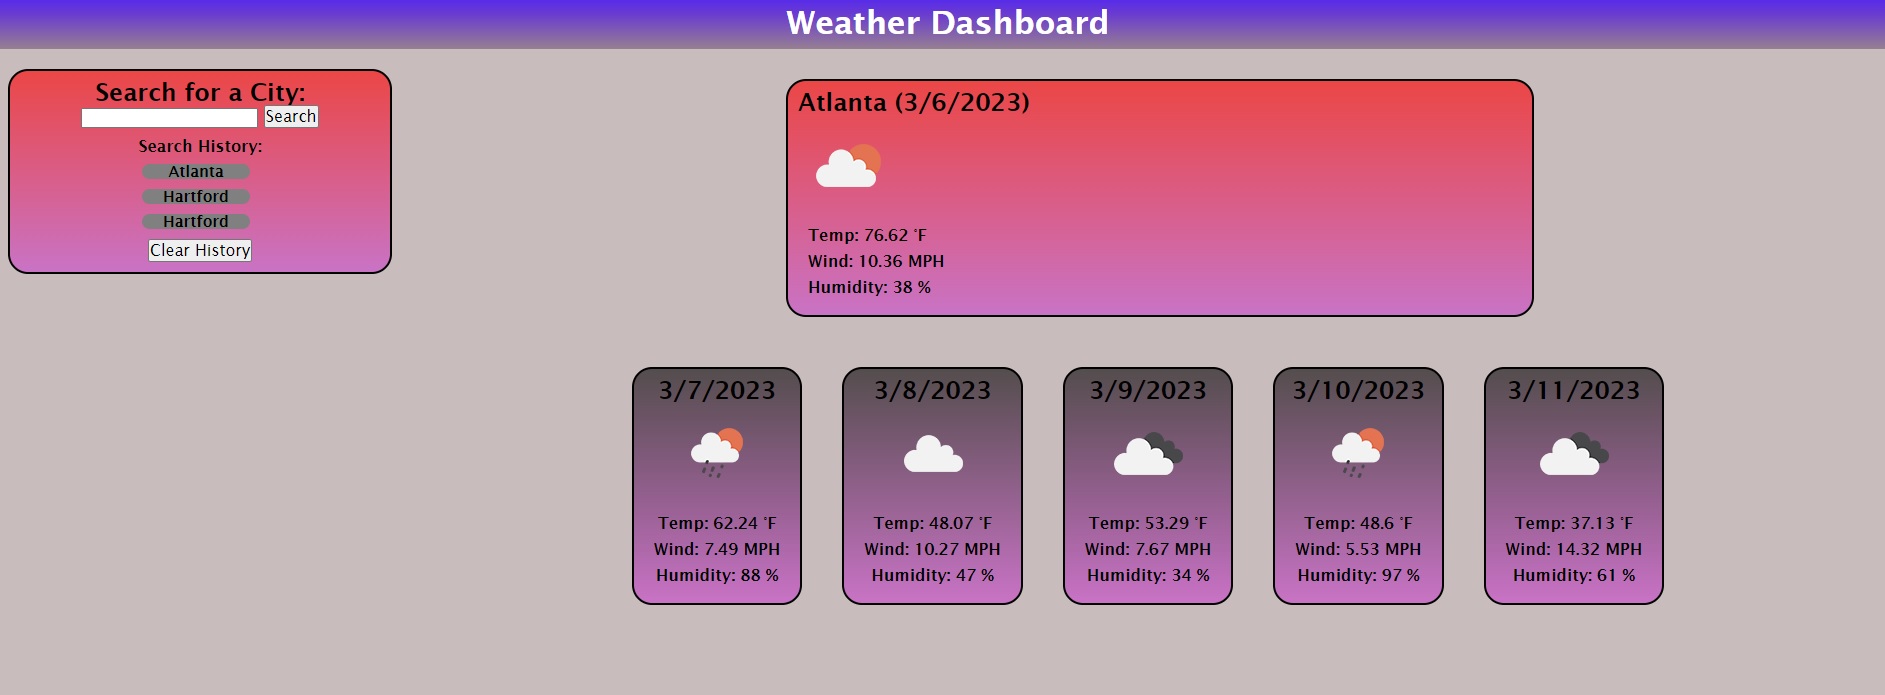 Weather Dashboard
Search for a City:
Search
Search History:
Atlanta
Hartford
Hartford
Clear History
Atlanta (3/6/2023)
Temp: 76.62 °F
Wind: 10.36 MPH
Humidity: 38 %
3/7/2023
Temp: 62.24 °F
Wind: 7.49 MPH
Humidity: 88 %
3/8/2023
Temp: 48.07 °F
Wind: 10.27 MPH
Humidity: 47 %
3/9/2023
Temp: 53.29 °F
Wind: 7.67 MPH
Humidity: 34 %
3/10/2023
Temp: 48.6 °F
Wind: 5.53 MPH
Humidity: 97 %
3/11/2023
Temp: 37.13 °F
Wind: 14.32 MPH
Humidity: 61 %